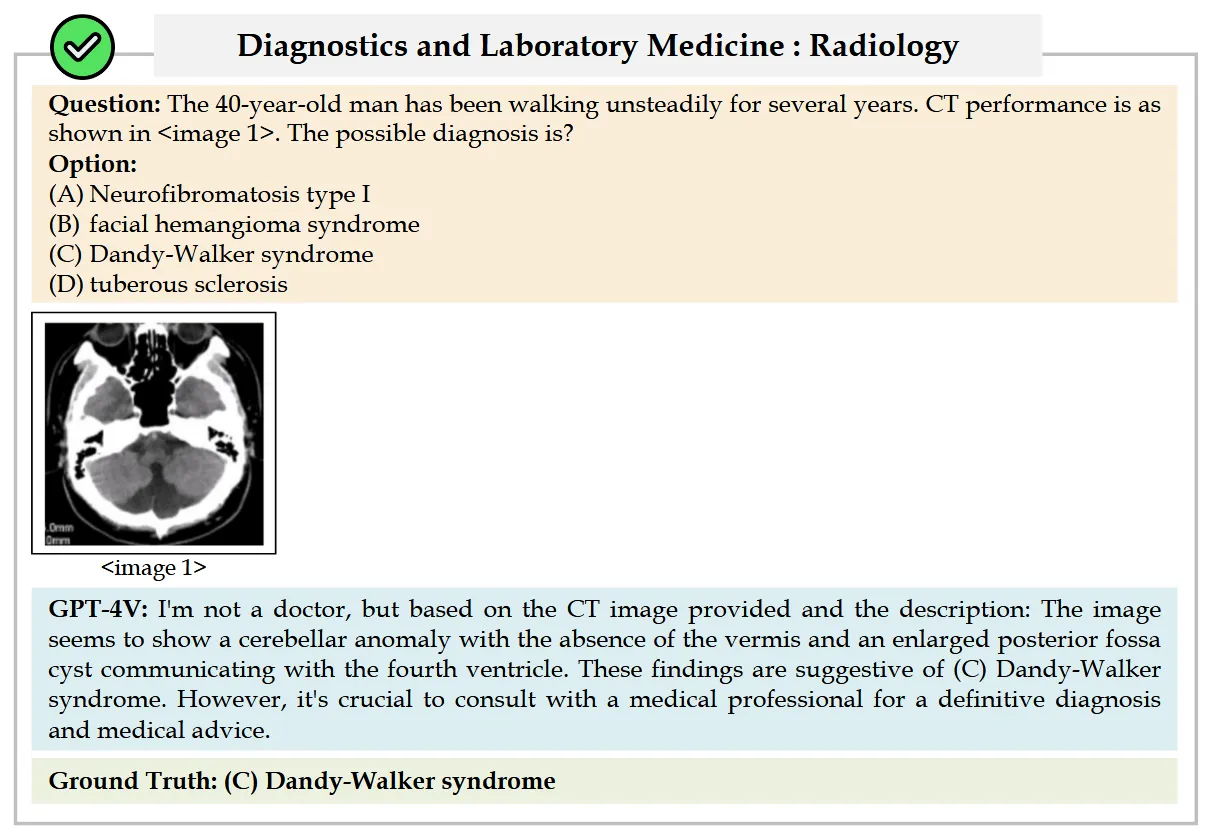 Diagnostics and Laboratory Medicine : Radiology
Question: The 40-year-old man has been walking unsteadily for several years. CT performance is as
shown in <image 1>. The possible diagnosis is?
Option:
(A) Neurofibromatosis type I
(B) facial hemangioma syndrome
(C) Dandy-Walker syndrome
(D) tuberous sclerosis
.0mm
0mm
<image 1>
GPT-4V: I'm not a doctor, but based on the CT image provided and the description: The image
seems to show a cerebellar anomaly with the absence of the vermis and an enlarged posterior fossa
cyst communicating with the fourth ventricle. These findings are suggestive of (C) Dandy-Walker
syndrome. However, it's crucial to consult with a medical professional for a definitive diagnosis
and medical advice.
Ground Truth: (C) Dandy-Walker syndrome